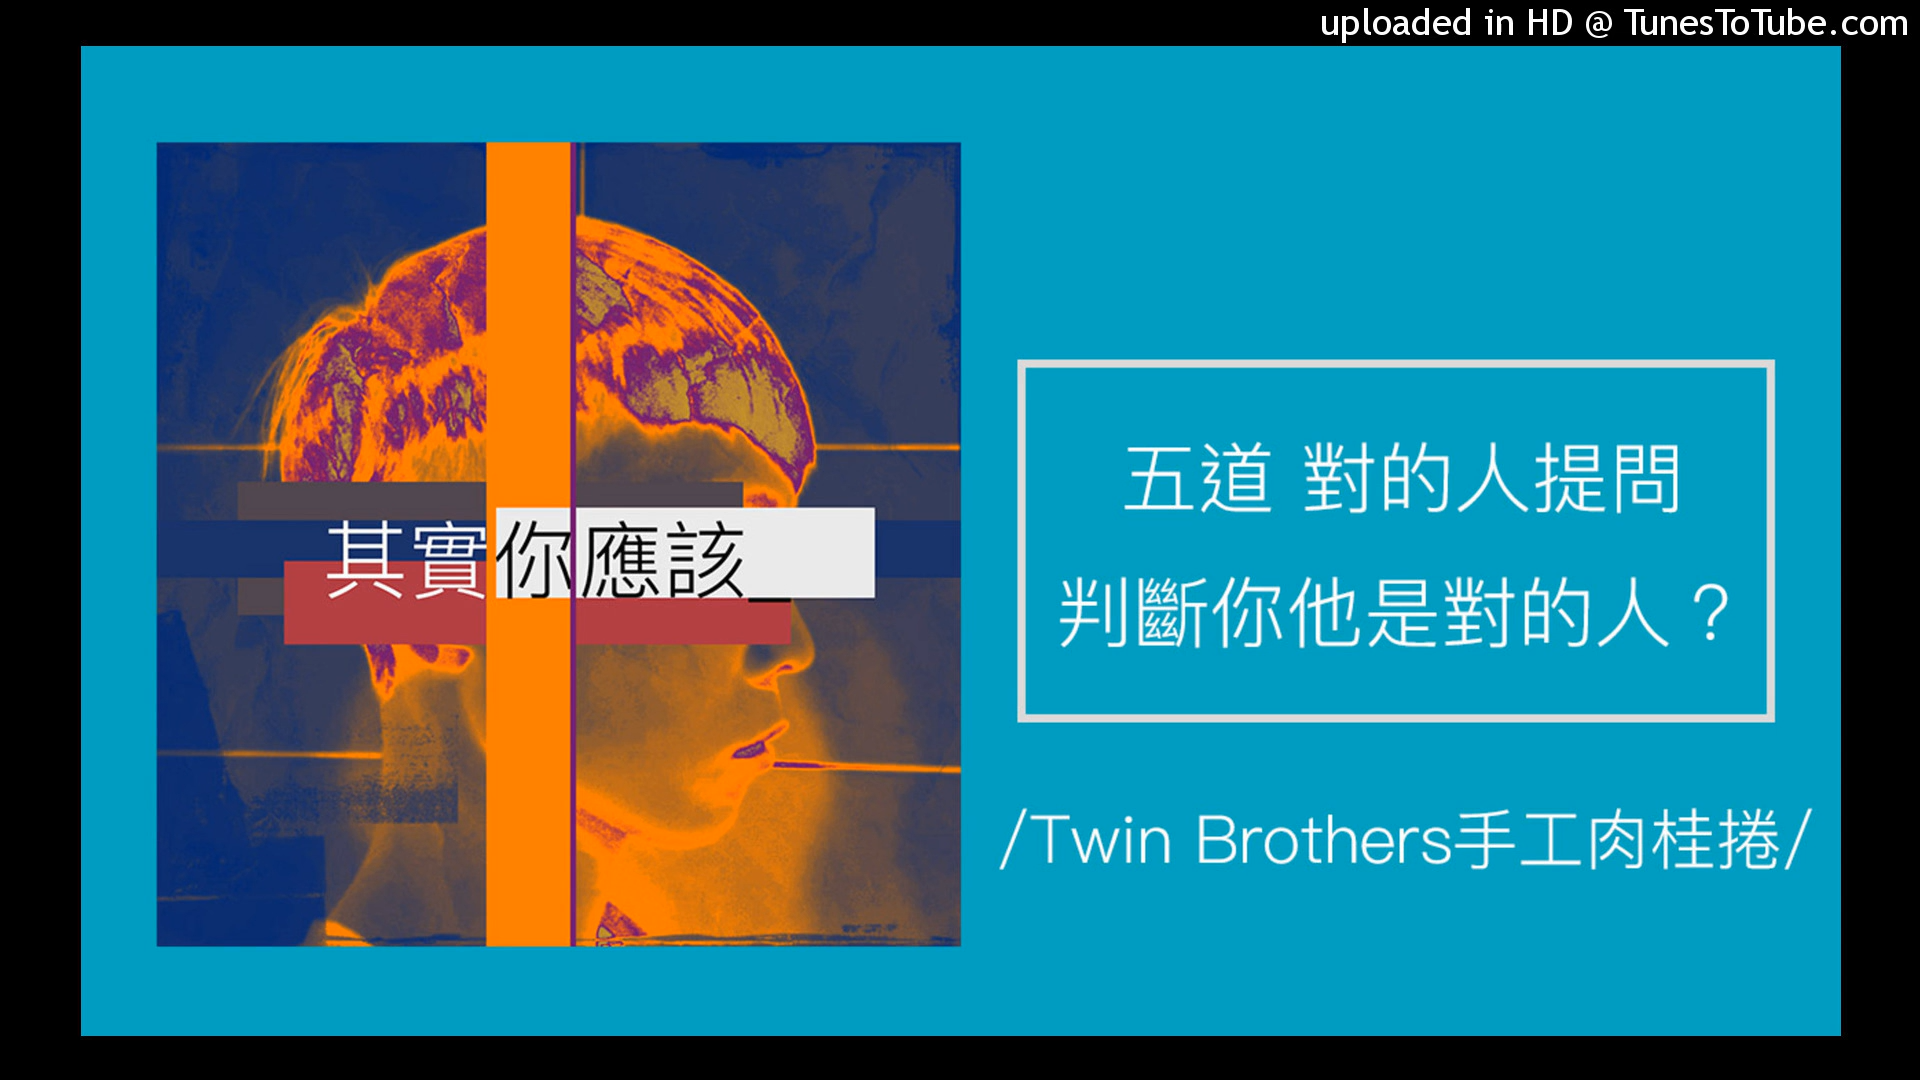 uploaded in HD @ TunesToTube.com
其實你應該_
五道 對的人提問
判斷你他是對的人？
/Twin Brothers手工肉桂捲/